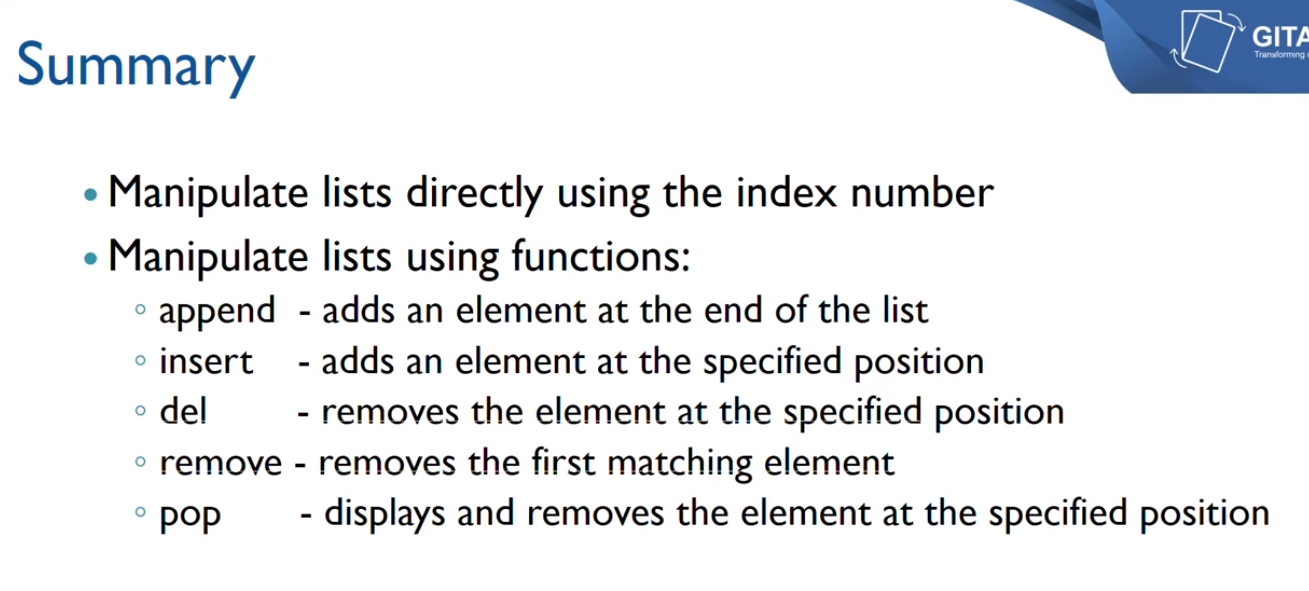 Summary
GITA
Transforming
• Manipulate lists directly using the index number
• Manipulate lists using functions:
◦ append - adds an element at the end of the list
◦ insert - adds an element at the specified position
◦ del - removes the element at the specified position
◦ remove - removes the first matching element
◦ pop - displays and removes the element at the specified position